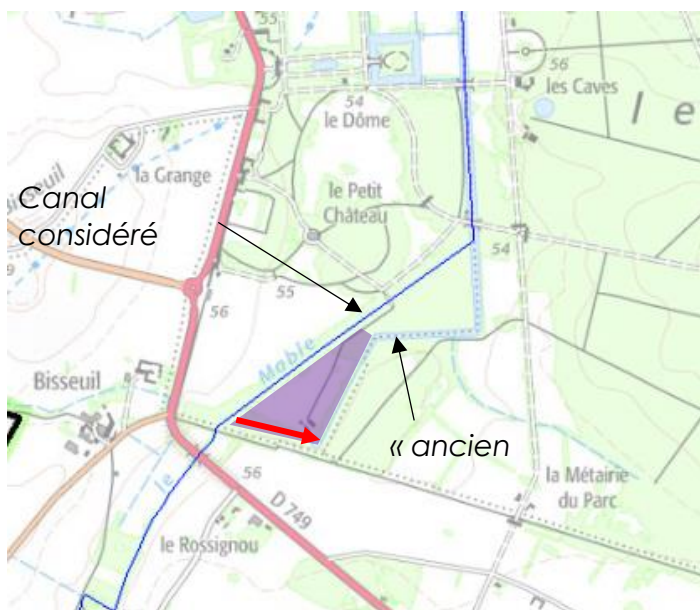 55
56
54
les Caves
le Dôme
l e
la Grange
le Petit
Château
Canal
considéré
54
55
56
Mable
Bisseuil
« ancien
le
56
D 749
la Métairie
du Parc
le Rossignou